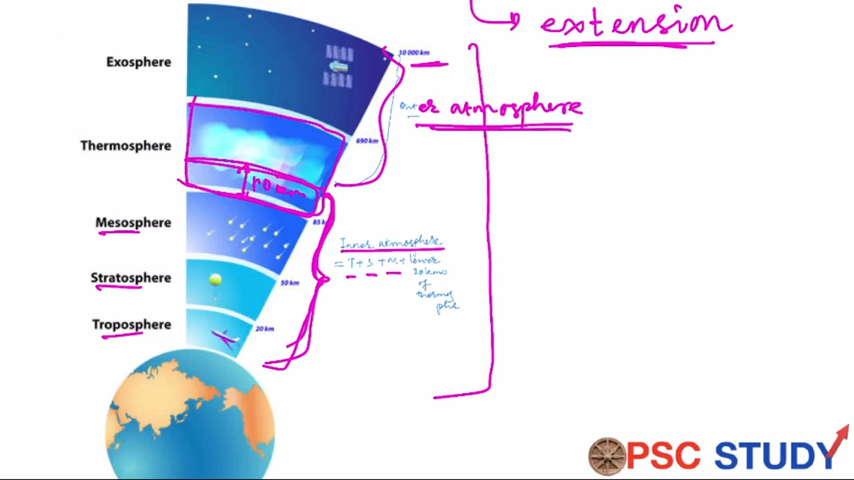 extension
Exosphere
10 000 km
Outer atmosphere
Thermosphere
690 km
Mesosphere
85 k
Inner atmosphere
= T + S + M + lower
of
Stratosphere
50 km
Troposphere
20 km
PSC STUDY